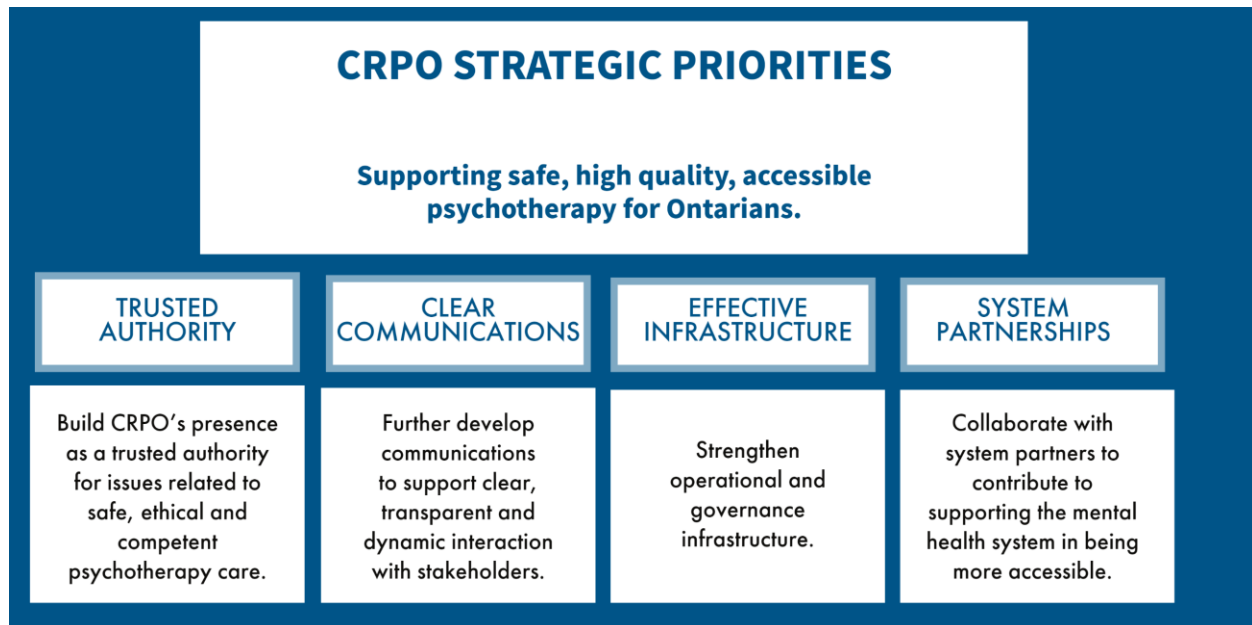 CRPO STRATEGIC PRIORITIES
Supporting safe, high quality, accessible
psychotherapy for Ontarians.
TRUSTED
AUTHORITY
Build CRPO’s presence
as a trusted authority
for issues related to
safe, ethical and
competent
psychotherapy care.
CLEAR
COMMUNICATIONS
Further develop
communications
to support clear,
transparent and
dynamic interaction
with stakeholders.
EFFECTIVE
INFRASTRUCTURE
Strengthen
operational and
governance
infrastructure.
SYSTEM
PARTNERSHIPS
Collaborate with
system partners to
contribute to
supporting the mental
health system in being
more accessible.